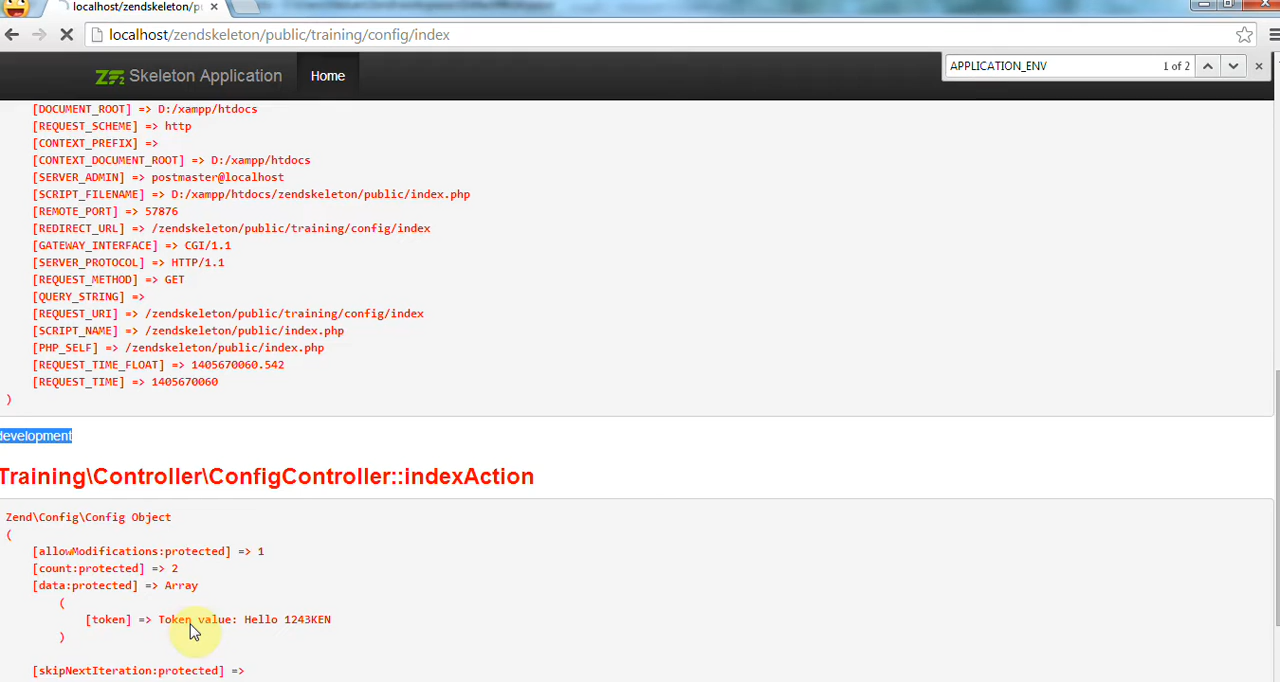 localhost/zendskeleton/p
localhost/zendskeleton/public/training/config/index
ZF2 Skeleton Application Home
APPLICATION_ENV 1 of 2
[DOCUMENT_ROOT] => D:/xampp/htdocs
[REQUEST_SCHEME] => http
[CONTEXT_PREFIX] =>
[CONTEXT_DOCUMENT_ROOT] => D:/xampp/htdocs
[SERVER_ADMIN] => postmaster@localhost
[SCRIPT_FILENAME] => D:/xampp/htdocs/zendskeleton/public/index.php
[REMOTE_PORT] => 57876
[REDIRECT_URL] => /zendskeleton/public/training/config/index
[GATEWAY_INTERFACE] => CGI/1.1
[SERVER_PROTOCOL] => HTTP/1.1
[REQUEST_METHOD] => GET
[QUERY_STRING] =>
[REQUEST_URI] => /zendskeleton/public/training/config/index
[SCRIPT_NAME] => /zendskeleton/public/index.php
[PHP_SELF] => /zendskeleton/public/index.php
[REQUEST_TIME_FLOAT] => 1405670060.542
[REQUEST_TIME] => 1405670060
)
development
Training\Controller\ConfigController::indexAction
Zend\Config\Config Object
(
[allowModifications:protected] => 1
[count:protected] => 2
[data:protected] => Array
(
[token] => Token value: Hello 1243KEN
)
[skipNextIteration:protected] =>